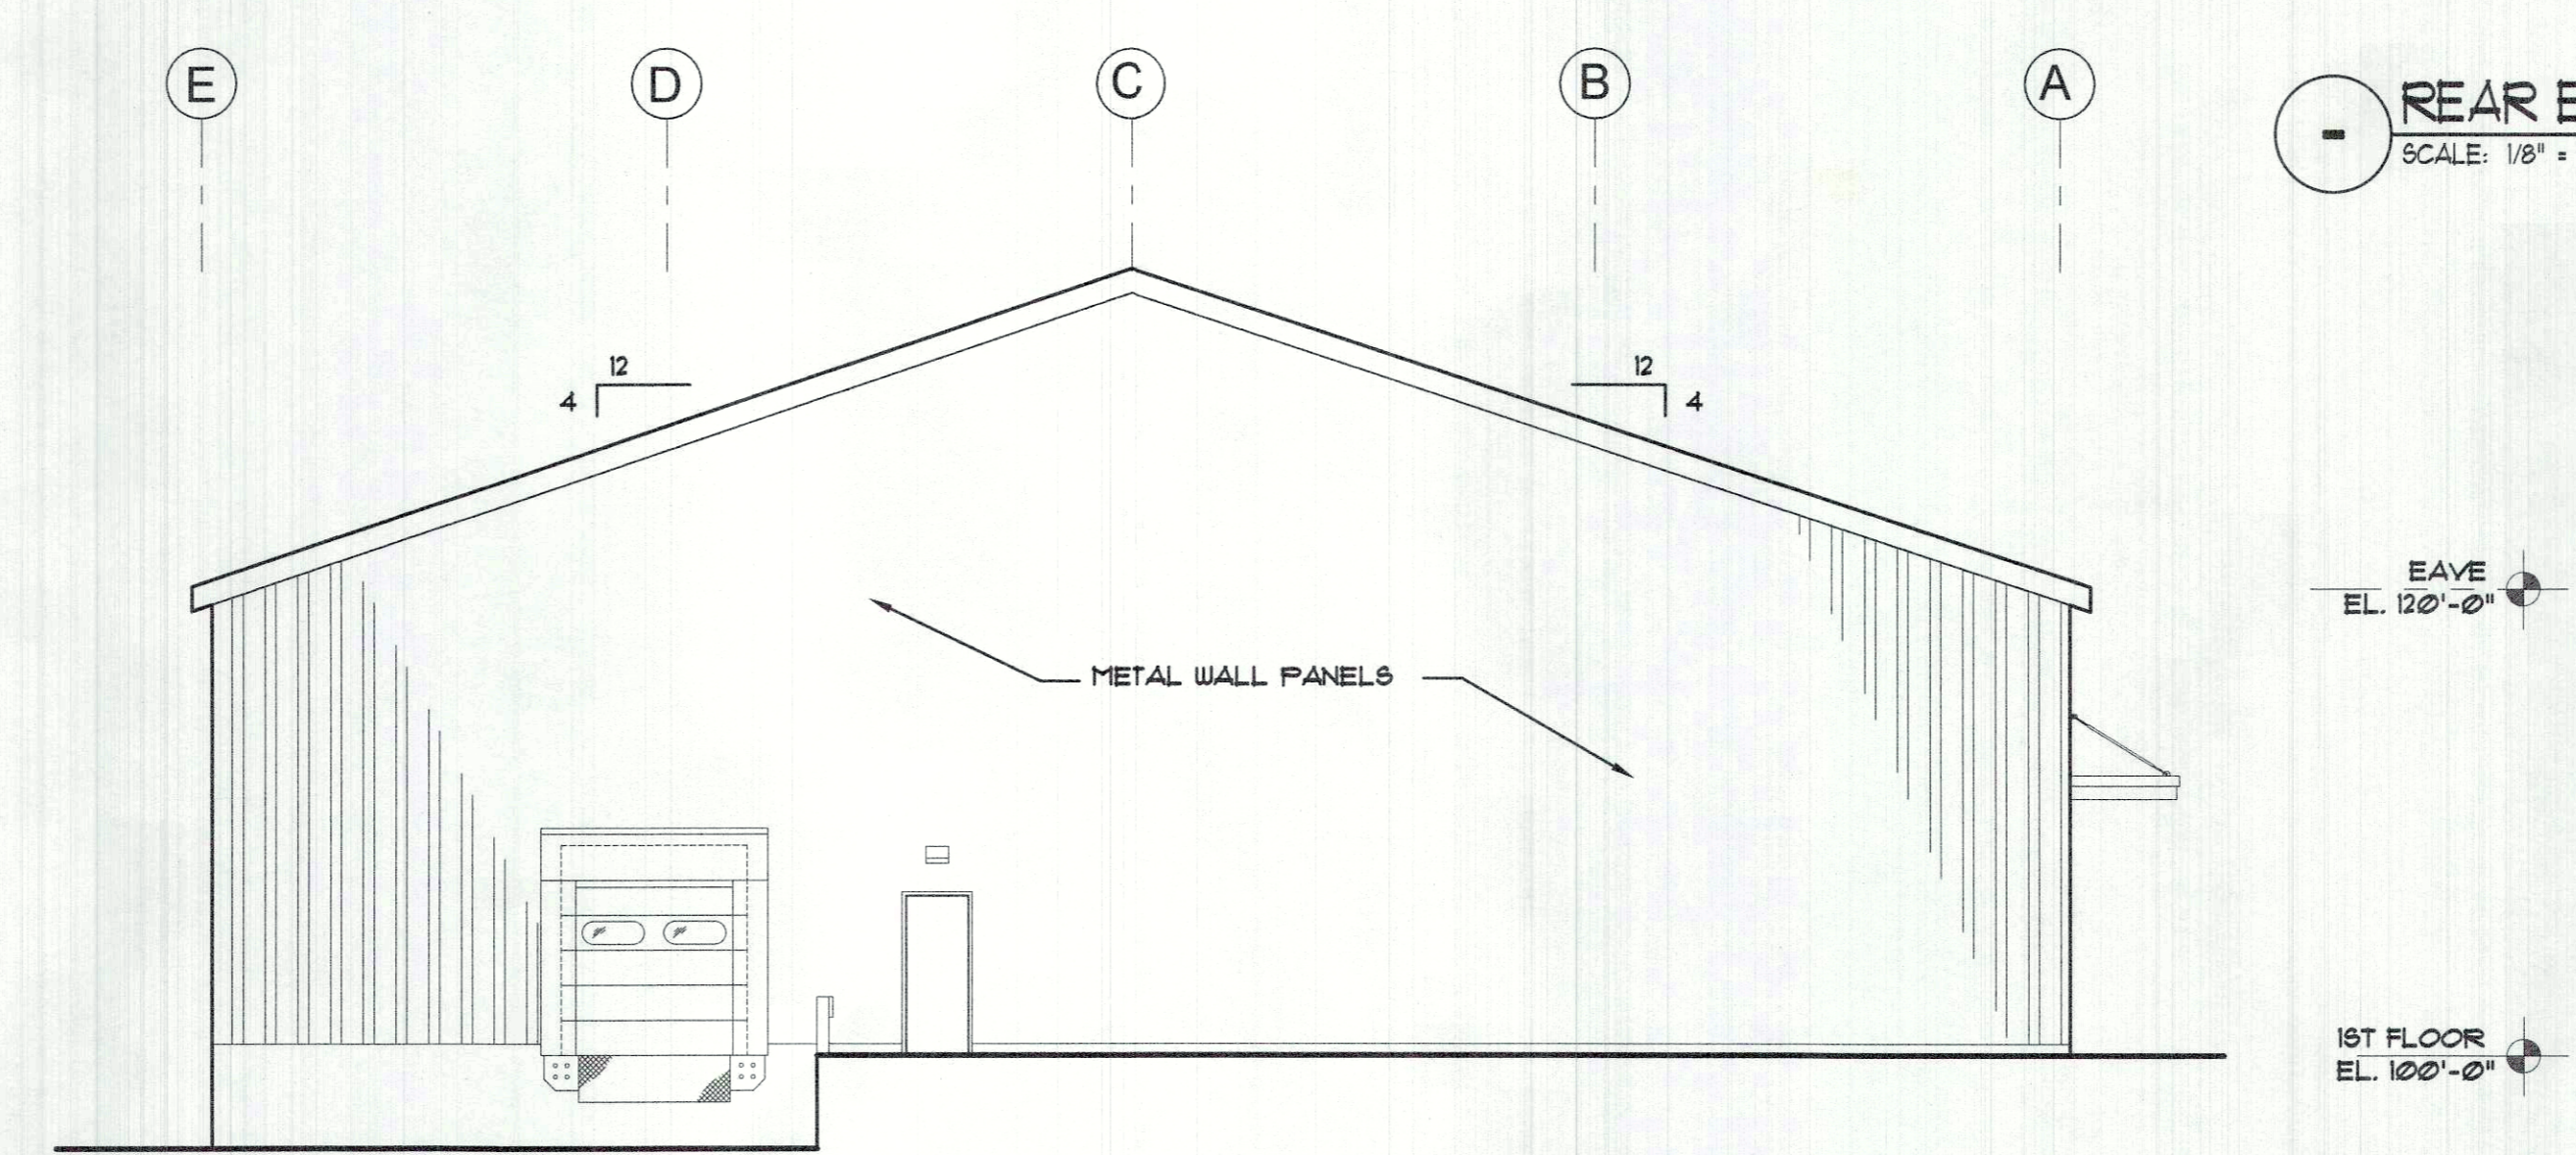 E D C B A
-
REAR E
SCALE: 1/8" =
12
4
12
4
METAL WALL PANELS
EAVE
EL. 120'-0"
1ST FLOOR
EL. 100'-0"